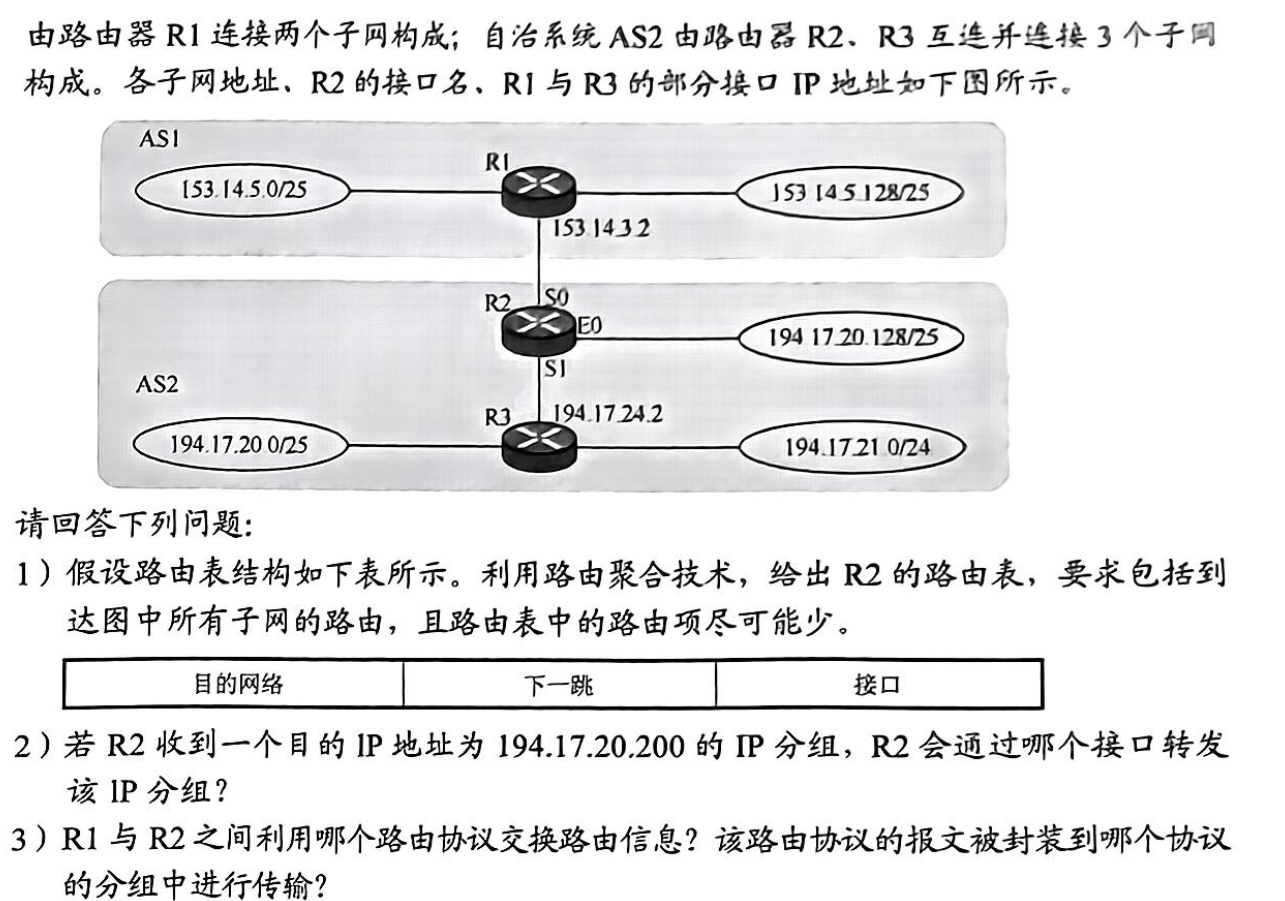 由路由器 R1 连接两个子网构成；自治系统 AS2 由路由器 R2、R3 互连并连接 3 个子网
构成。各子网地址、R2 的接口名、R1 与 R3 的部分接口 IP 地址如下图所示。
AS1
153.14.5.0/25
R1
153 14.5.128/25
153 14.3.2
R2
S0
E0
194 17.20.128/25
S1
AS2
R3
194.17.24.2
194.17.20 0/25
194.17.21 0/24
请回答下列问题：
1）假设路由表结构如下表所示。利用路由聚合技术，给出 R2 的路由表，要求包括到
达图中所有子网的路由，且路由表中的路由项尽可能少。
目的网络 下一跳 接口
2）若 R2 收到一个目的 IP 地址为 194.17.20.200 的 IP 分组，R2 会通过哪个接口转发
该 IP 分组？
3）R1 与 R2 之间利用哪个路由协议交换路由信息？该路由协议的报文被封装到哪个协议
的分组中进行传输？